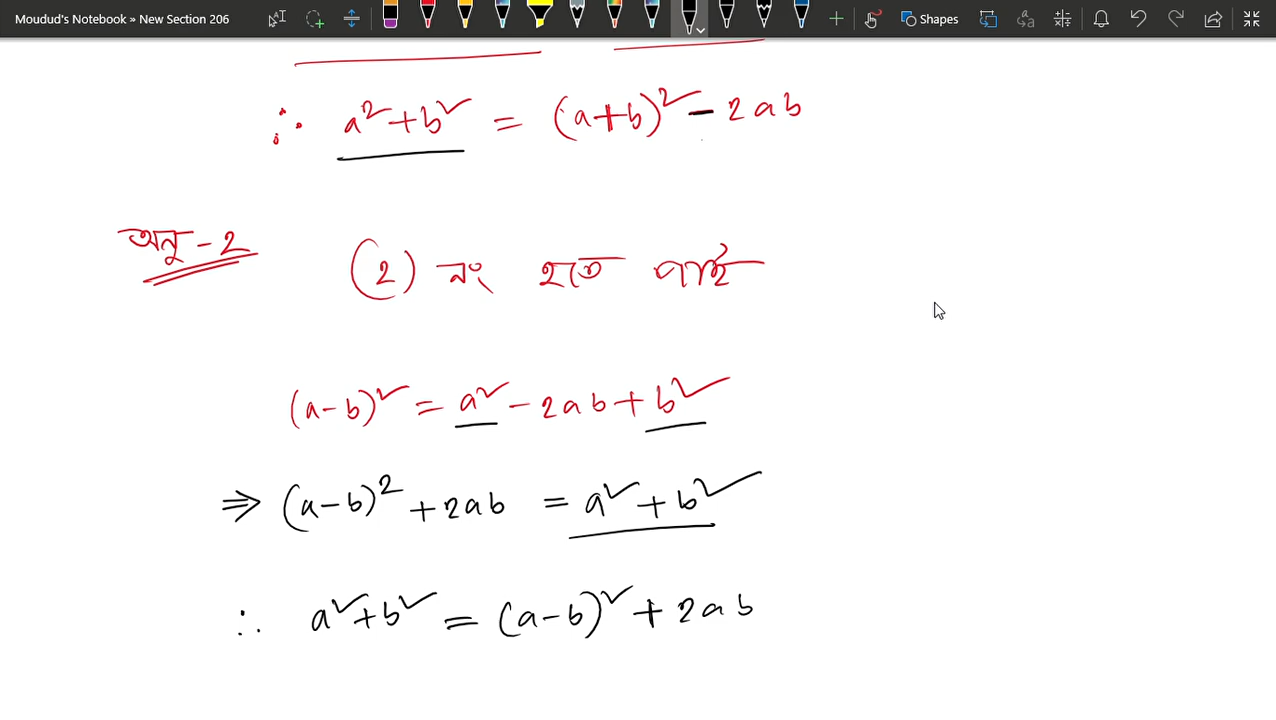 Moudud's Notebook » New Section 206
Shapes
∴ a² + b² = (a+b)² - 2ab
অনু - 2
(2) নং হতে পাই
(a-b)² = a² - 2ab + b²
⇒ (a-b)² + 2ab = a² + b²
∴ a² + b² = (a-b)² + 2ab